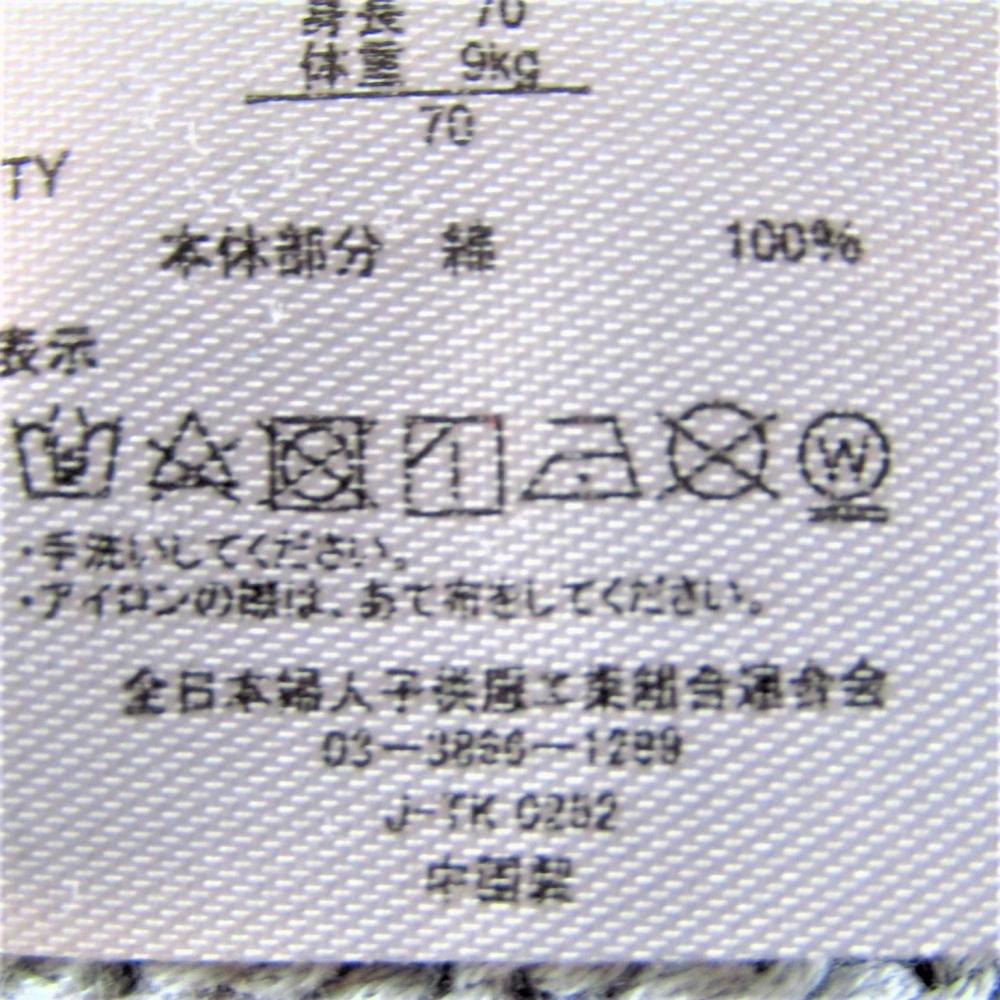 身長 70
体重 9kg
70
TY
本体部分 綿 100%
表示
W
・手洗いしてください。
・アイロンの際は、あて布をしてください。
全日本婦人子供服工業組合連合会
J-TK 0252
中国製